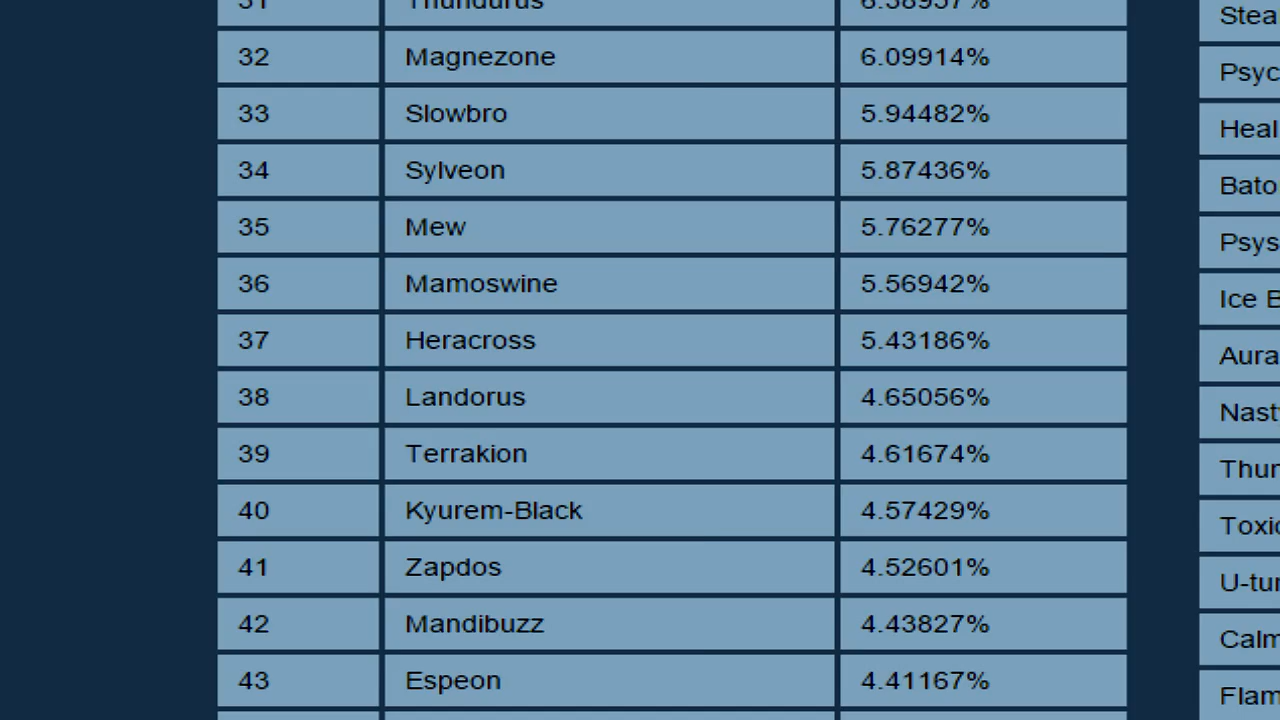 31 Thundurus 6.38957%
32 Magnezone 6.09914%
33 Slowbro 5.94482%
34 Sylveon 5.87436%
35 Mew 5.76277%
36 Mamoswine 5.56942%
37 Heracross 5.43186%
38 Landorus 4.65056%
39 Terrakion 4.61674%
40 Kyurem-Black 4.57429%
41 Zapdos 4.52601%
42 Mandibuzz 4.43827%
43 Espeon 4.41167%
Stea
Psyc
Heal
Bato
Psys
Ice B
Aura
Nast
Thun
Toxic
U-tur
Calm
Flam